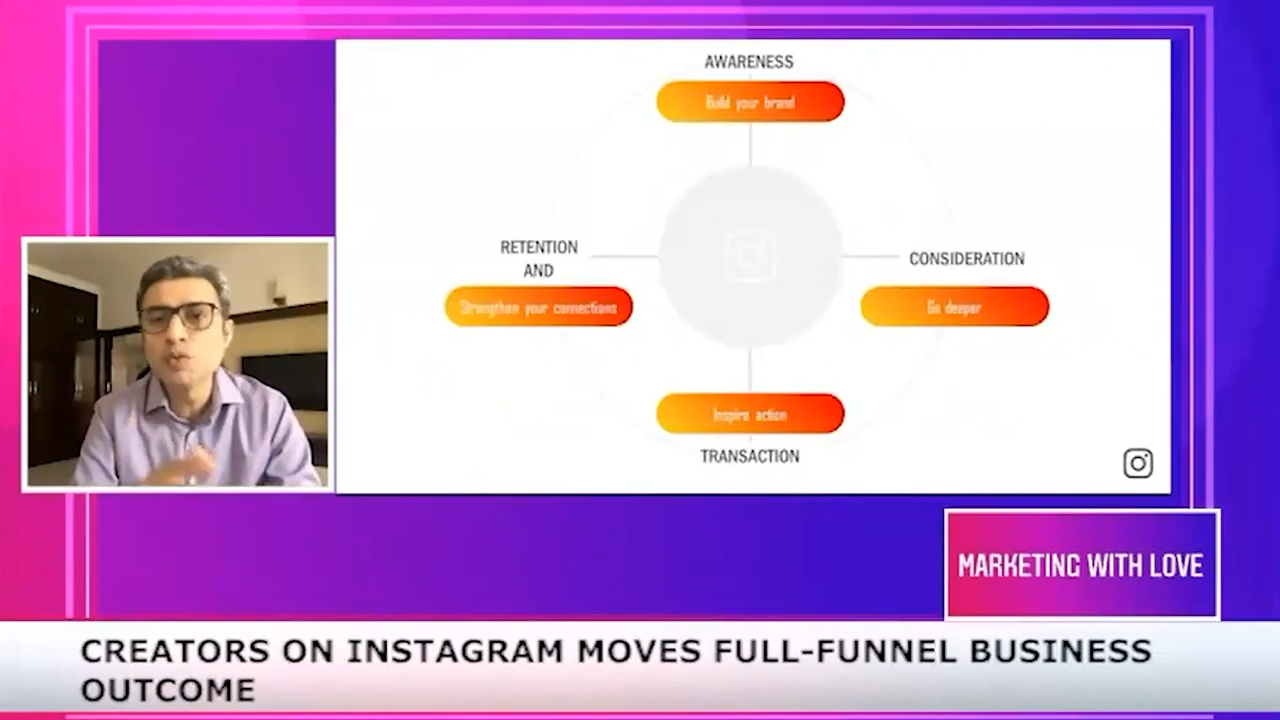 AWARENESS
Build your brand
RETENTION
AND
Strengthen your connections
CONSIDERATION
Go deeper
Inspire action
TRANSACTION
MARKETING WITH LOVE
CREATORS ON INSTAGRAM MOVES FULL-FUNNEL BUSINESS
OUTCOME